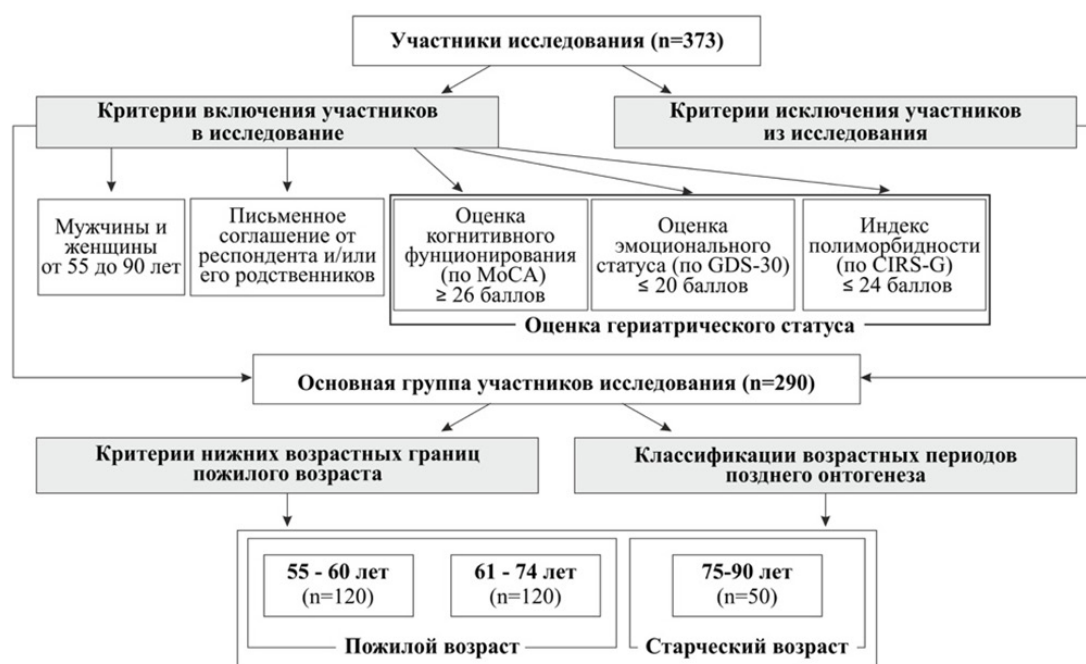 Участники исследования (n=373)
Критерии включения участников
в исследование
Критерии исключения участников
из исследования
Мужчины и
женщины
от 55 до 90 лет
Письменное
соглашение от
респондента и/или
его родственников
Оценка
когнитивного
фунционирования
(по MoCA)
≥ 26 баллов
Оценка
эмоционального
статуса (по GDS-30)
≤ 20 баллов
Индекс
полиморбидности
(по CIRS-G)
≤ 24 баллов
Оценка гериатрического статуса
Основная группа участников исследования (n=290)
Критерии нижних возрастных границ
пожилого возраста
Классификации возрастных периодов
позднего онтогенеза
55 - 60 лет
(n=120)
61 - 74 лет
(n=120)
75-90 лет
(n=50)
Пожилой возраст
Старческий возраст